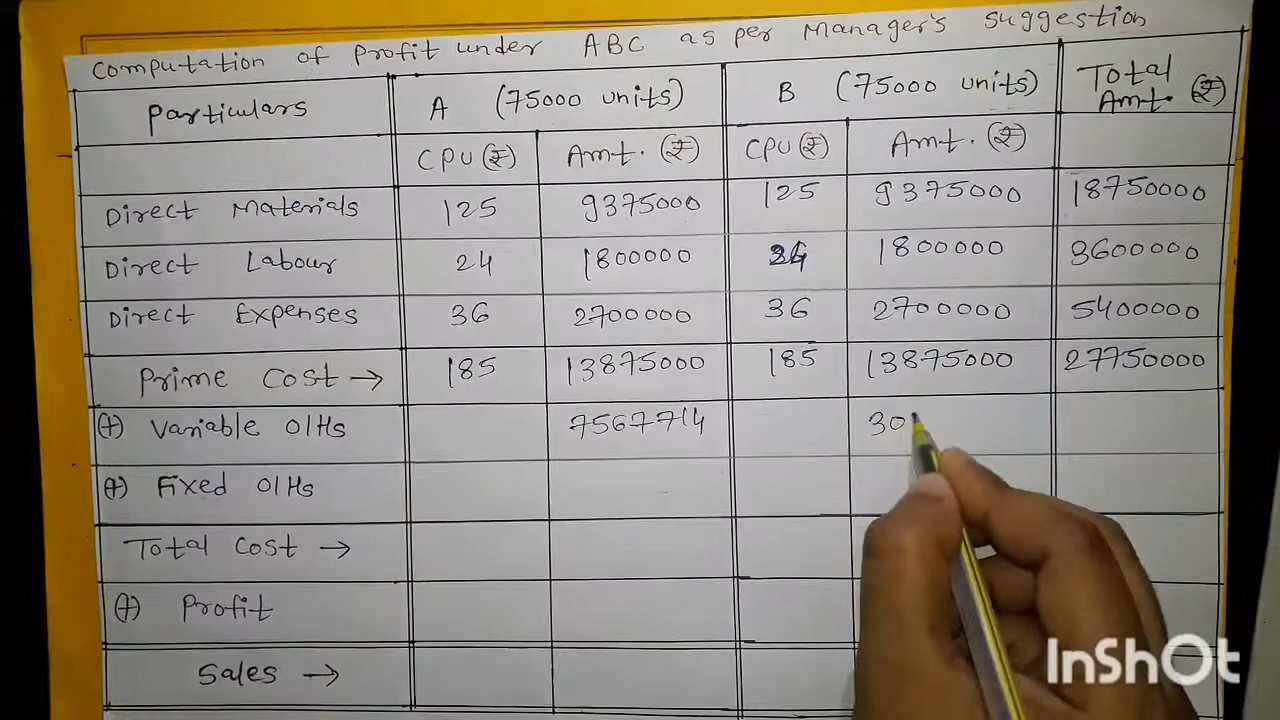 Computation of Profit under ABC as per Manager's suggestion
Particulars A (75000 units) B (75000 units) Total Amt. (₹)
CPU (₹) Amt. (₹) CPU (₹) Amt. (₹)
Direct Materials 125 9375000 125 9375000 18750000
Direct Labour 24 1800000 24 1800000 3600000
Direct Expenses 36 2700000 36 2700000 5400000
Prime Cost → 185 13875000 185 13875000 27750000
(+) Variable O/Hs 7567714 30
(+) Fixed O/Hs
Total Cost →
(+) Profit
Sales →
InShOt